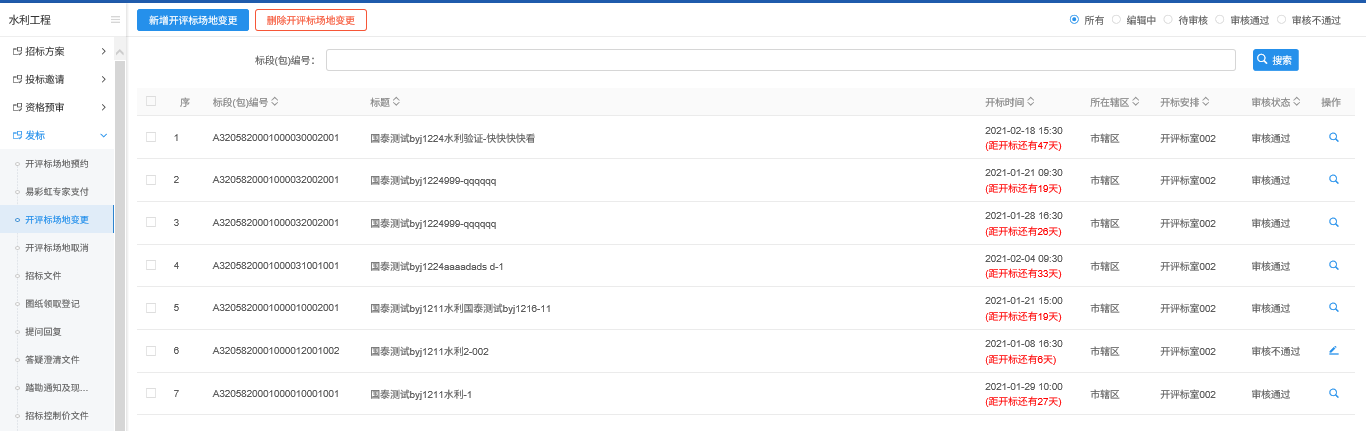 水利工程
新增开评标场地变更 删除开评标场地变更 所有 编辑中 待审核 审核通过 审核不通过
招标方案
投标邀请
资格预审
发标
开评标场地预约
易彩虹专家支付
开评标场地变更
开评标场地取消
招标文件
图纸领取登记
提问回复
答疑澄清文件
踏勘通知及现...
招标控制价文件
标段(包)编号: 搜索
序 标段(包)编号 标题 开标时间 所在辖区 开标安排 审核状态 操作
1 A3205820001000030002001 国泰测试byj1224水利验证-快快快快看 2021-02-18 15:30 市辖区 开评标室002 审核通过
(距开标还有47天)
2 A3205820001000032002001 国泰测试byj1224999-qqqqqq 2021-01-21 09:30 市辖区 开评标室002 审核通过
(距开标还有19天)
3 A3205820001000032002001 国泰测试byj1224999-qqqqqq 2021-01-28 16:30 市辖区 开评标室002 审核通过
(距开标还有26天)
4 A3205820001000031001001 国泰测试byj1224aaaadads d-1 2021-02-04 09:30 市辖区 开评标室002 审核通过
(距开标还有33天)
5 A3205820001000010002001 国泰测试byj1211水利国泰测试byj1216-11 2021-01-21 15:00 市辖区 开评标室002 审核通过
(距开标还有19天)
6 A3205820001000012001002 国泰测试byj1211水利2-002 2021-01-08 16:30 市辖区 开评标室002 审核不通过
(距开标还有6天)
7 A3205820001000010001001 国泰测试byj1211水利-1 2021-01-29 10:00 市辖区 开评标室002 审核通过
(距开标还有27天)